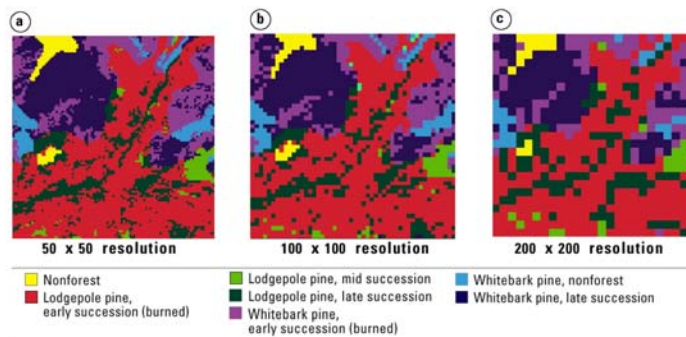 a
b
c
50 x 50 resolution
100 x 100 resolution
200 x 200 resolution
Nonforest
Lodgepole pine,
early succession (burned)
Lodgepole pine, mid succession
Lodgepole pine, late succession
Whitebark pine,
early succession (burned)
Whitebark pine, nonforest
Whitebark pine, late succession